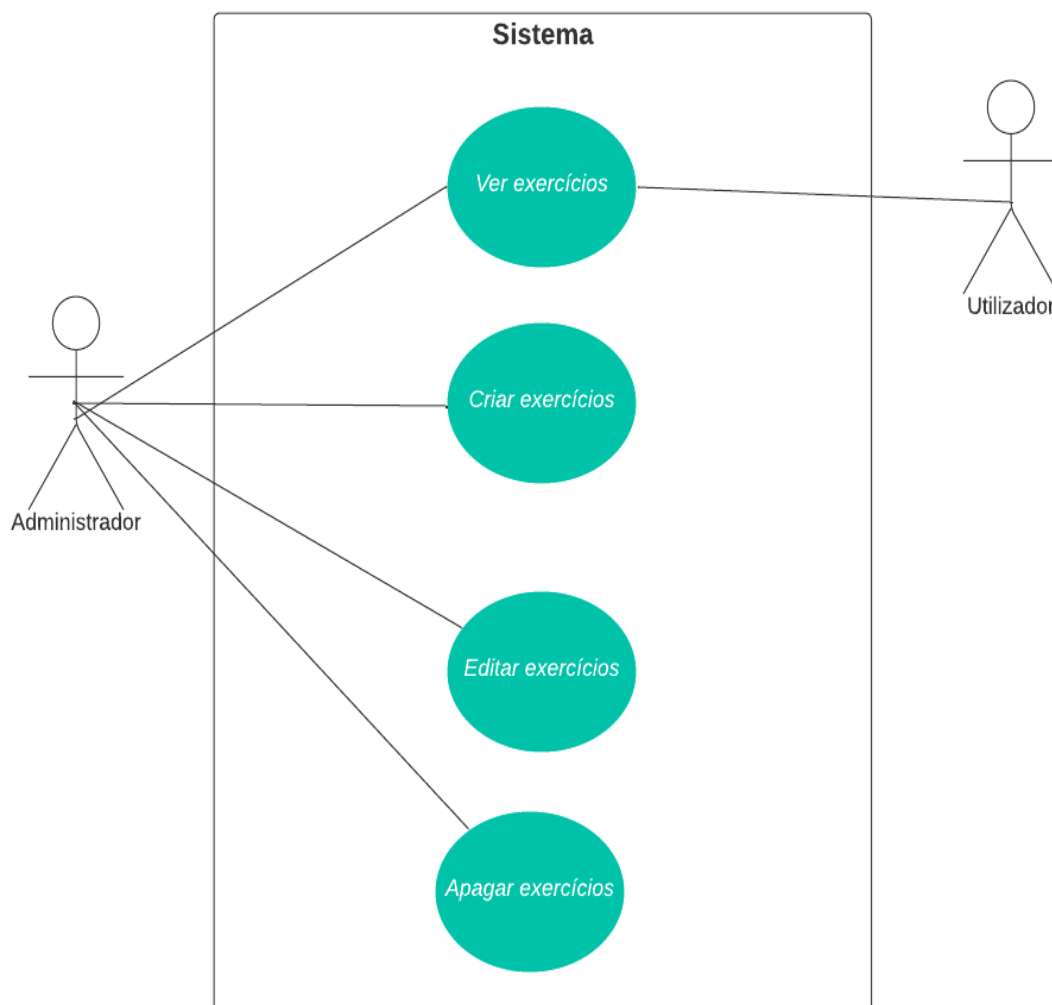 Sistema
Ver exercícios
Utilizador
Criar exercícios
Administrador
Editar exercícios
Apagar exercícios